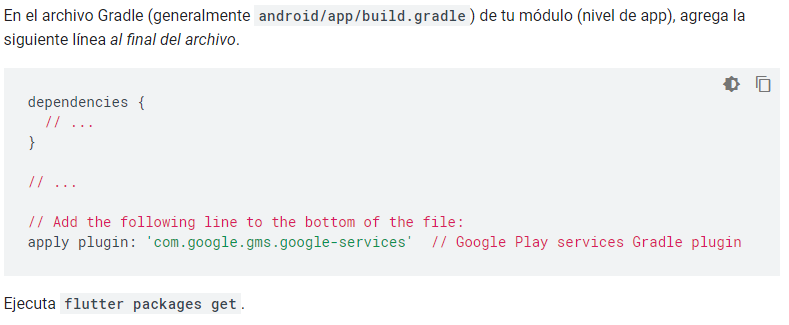 En el archivo Gradle (generalmente android/app/build.gradle) de tu módulo (nivel de app), agrega la
siguiente línea al final del archivo.
dependencies {
// ...
}
// ...
// Add the following line to the bottom of the file:
apply plugin: 'com.google.gms.google-services' // Google Play services Gradle plugin
Ejecuta flutter packages get.